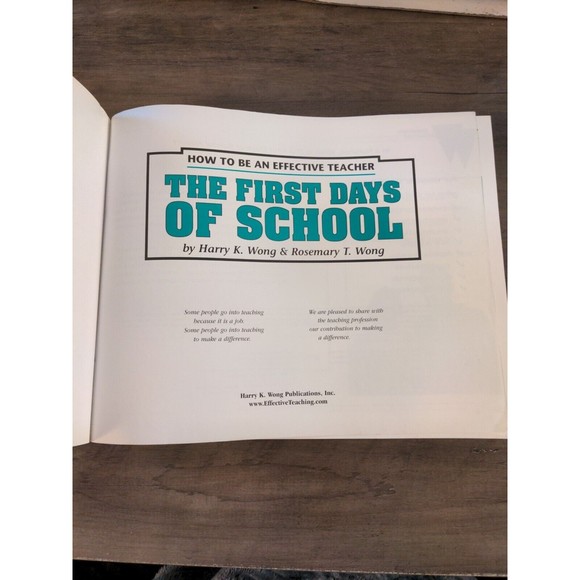 HOW TO BE AN EFFECTIVE TEACHER
THE FIRST DAYS
OF SCHOOL
by Harry K. Wong & Rosemary T. Wong
Some people go into teaching
because it is a job.
Some people go into teaching
to make a difference.
We are pleased to share with
the teaching profession
our contribution to making
a difference.
Harry K. Wong Publications, Inc.
www.EffectiveTeaching.com